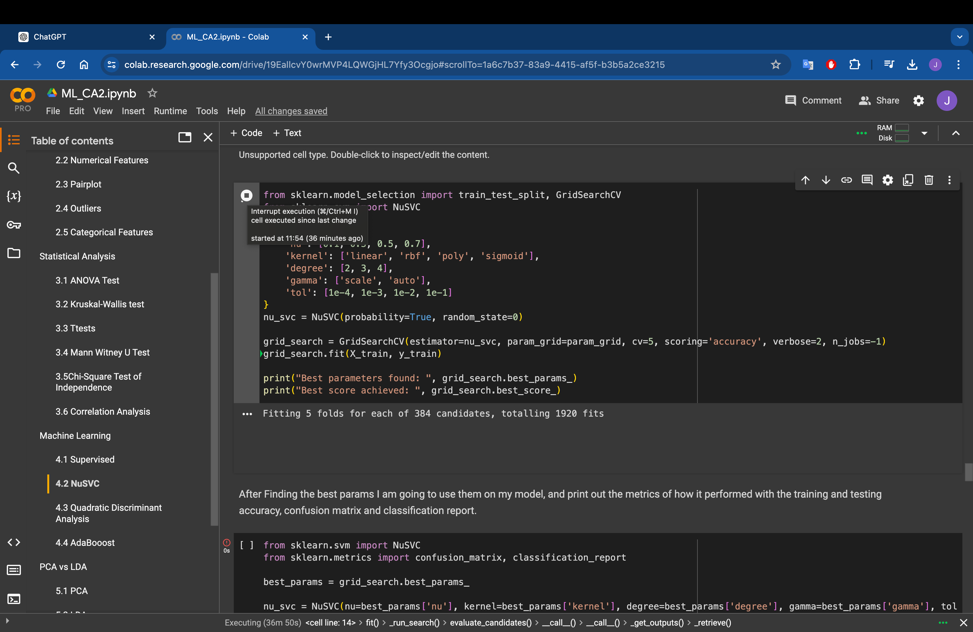 ChatGPT
ML_CA2.ipynb - Colab
colab.research.google.com/drive/19EallcvY0wrMVP4LQWGjHL7Yfy3Ocgjo#scrollTo=1a6c7b37-83a9-4415-af5f-b3b5a2ce3215
J
CO
PRO
ML_CA2.ipynb
File Edit View Insert Runtime Tools Help All changes saved
Comment
Share
J
Table of contents
+ Code + Text
RAM
Disk
2.2 Numerical Features
2.3 Pairplot
2.4 Outliers
2.5 Categorical Features
Statistical Analysis
3.1 ANOVA Test
3.2 Kruskal-Wallis test
3.3 Ttests
3.4 Mann Witney U Test
3.5Chi-Square Test of
Independence
3.6 Correlation Analysis
Machine Learning
4.1 Supervised
4.2 NuSVC
4.3 Quadratic Discriminant
Analysis
4.4 AdaBooost
PCA vs LDA
5.1 PCA
Unsupported cell type. Double-click to inspect/edit the content.
from sklearn.model_selection import train_test_split, GridSearchCV
import NuSVC
Interrupt execution (⌘/Ctrl+M I)
cell executed since last change
started at 11:54 (36 minutes ago)
0.5, 0.7],
'kernel': ['linear', 'rbf', 'poly', 'sigmoid'],
'degree': [2, 3, 4],
'gamma': ['scale', 'auto'],
'tol': [1e-4, 1e-3, 1e-2, 1e-1]
}
nu_svc = NuSVC(probability=True, random_state=0)
grid_search = GridSearchCV(estimator=nu_svc, param_grid=param_grid, cv=5, scoring='accuracy', verbose=2, n_jobs=-1)
grid_search.fit(X_train, y_train)
print("Best parameters found: ", grid_search.best_params_)
print("Best score achieved: ", grid_search.best_score_)
Fitting 5 folds for each of 384 candidates, totalling 1920 fits
After Finding the best params I am going to use them on my model, and print out the metrics of how it performed with the training and testing
accuracy, confusion matrix and classification report.
0s
[ ] from sklearn.svm import NuSVC
from sklearn.metrics import confusion_matrix, classification_report
best_params = grid_search.best_params_
nu_svc = NuSVC(nu=best_params['nu'], kernel=best_params['kernel'], degree=best_params['degree'], gamma=best_params['gamma'], tol
Executing (36m 50s) <cell line: 14> > fit() > _run_search() > evaluate_candidates() > __call__() > __call__() > _get_outputs() > _retrieve()